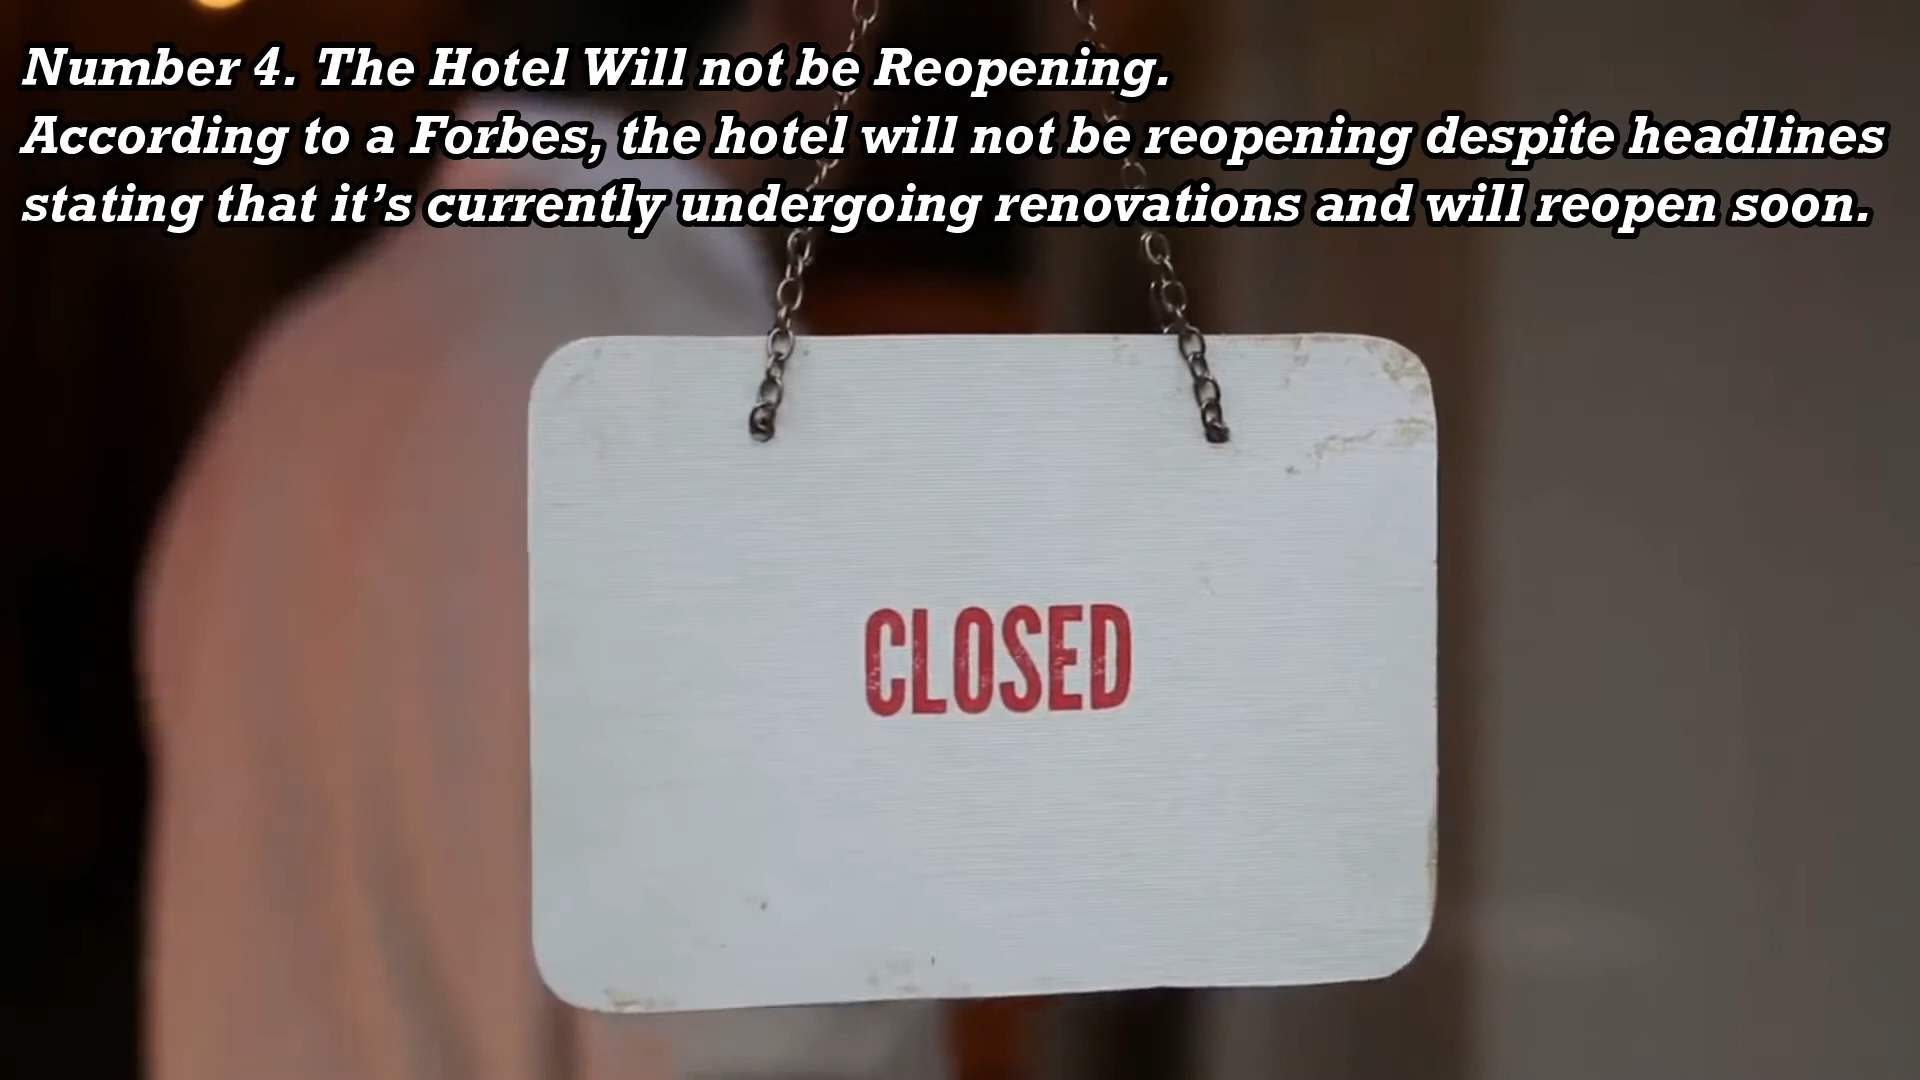 Number 4. The Hotel Will not be Reopening.
According to a Forbes, the hotel will not be reopening despite headlines
stating that it’s currently undergoing renovations and will reopen soon.
CLOSED